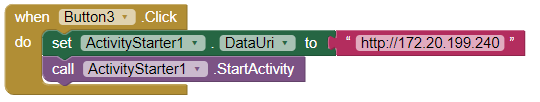 when Button3 .Click
do set ActivityStarter1 . DataUri to " http://172.20.199.240 "
call ActivityStarter1 .StartActivity